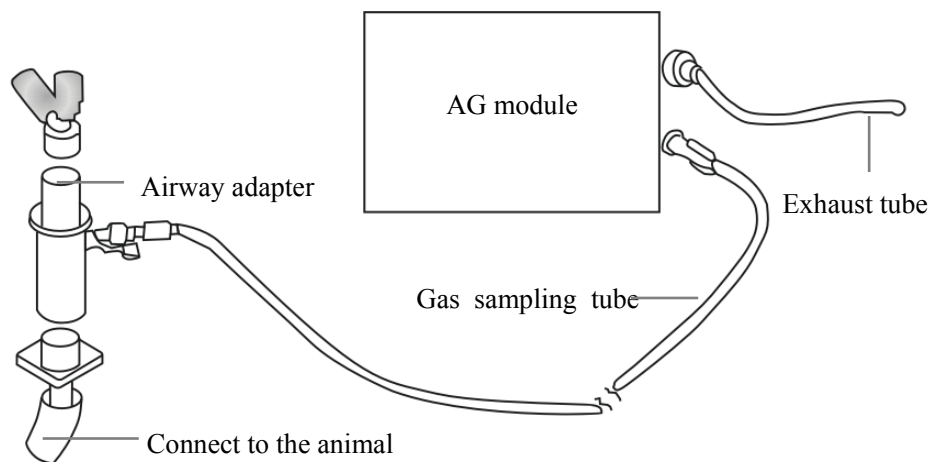 AG module
Airway adapter
Exhaust tube
Gas sampling tube
Connect to the animal